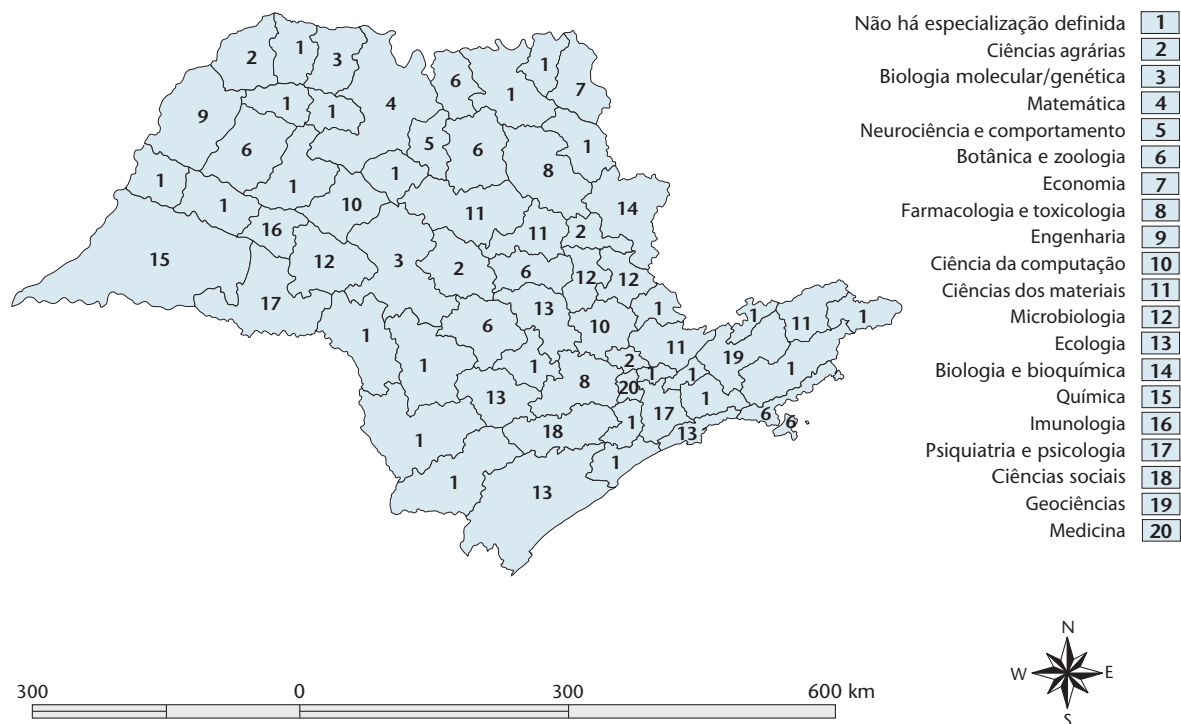 Não há especialização definida 1
Ciências agrárias 2
Biologia molecular/genética 3
Matemática 4
Neurociência e comportamento 5
Botânica e zoologia 6
Economia 7
Farmacologia e toxicologia 8
Engenharia 9
Ciência da computação 10
Ciências dos materiais 11
Microbiologia 12
Ecologia 13
Biologia e bioquímica 14
Química 15
Imunologia 16
Psiquiatria e psicologia 17
Ciências sociais 18
Geociências 19
Medicina 20
2 1 3
6 1 7
9 1 1 4 1
6 5 6 1
1 1 1 8
1 10 14
16 11
15 12 3 2 11 2
6 12 12
17 13 1 1 11 1
1 6 10
1 1 11 19
2 1
13 8 20 1 1 1
1 18 1 17 13 6 6
1 13 1
N
W E
S
300 0 300 600 km